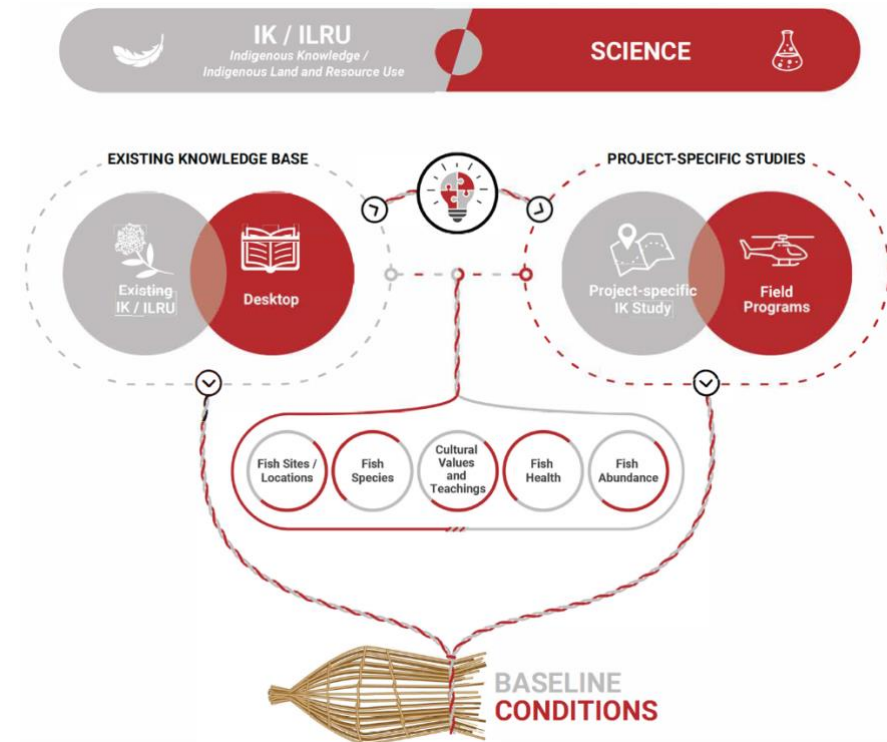 IK / ILRU
Indigenous Knowledge /
Indigenous Land and Resource Use
SCIENCE
EXISTING KNOWLEDGE BASE
PROJECT-SPECIFIC STUDIES
Existing
IK / ILRU
Desktop
Project-specific
IK Study
Field
Programs
Fish Sites /
Locations
Fish
Species
Cultural
Values
and
Teachings
Fish
Health
Fish
Abundance
BASELINE
CONDITIONS